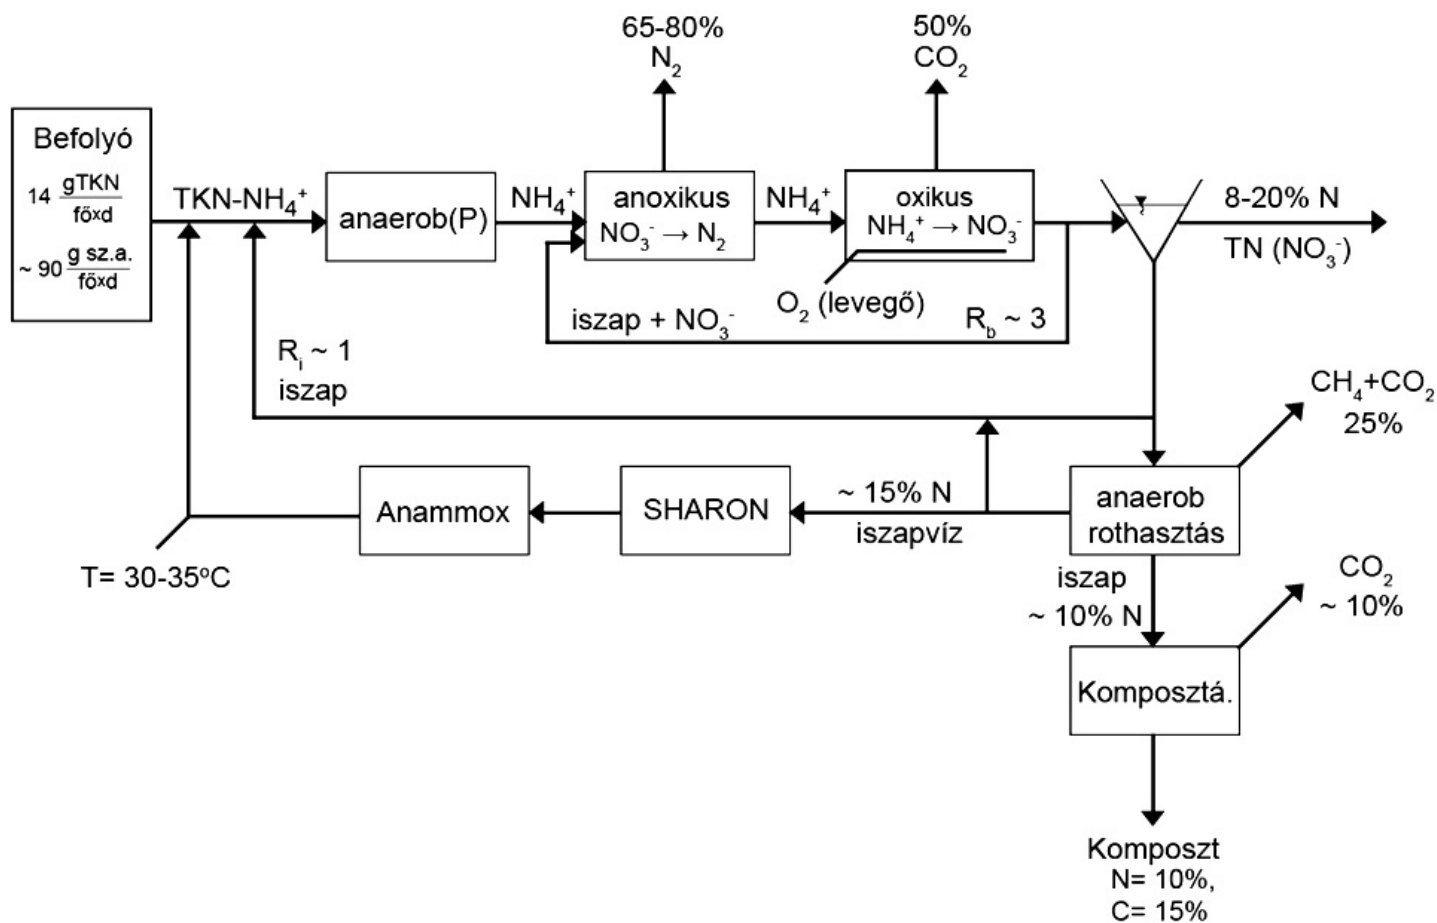 65-80%
N₂
50%
CO₂
Befolyó
14 gTKN/fő×d
~ 90 g sz.a./fő×d
TKN-NH₄⁺
anaerob(P)
NH₄⁺
anoxikus
NO₃⁻ → N₂
NH₄⁺
oxikus
NH₄⁺ → NO₃⁻
O₂ (levegő)
8-20% N
TN (NO₃⁻)
iszap + NO₃⁻
R_b ~ 3
R_i ~ 1
iszap
CH₄+CO₂
25%
Anammox
SHARON
~ 15% N
iszapvíz
anaerob
rothasztás
T= 30-35°C
iszap
~ 10% N
CO₂
~ 10%
Komposztá.
Komposzt
N= 10%,
C= 15%